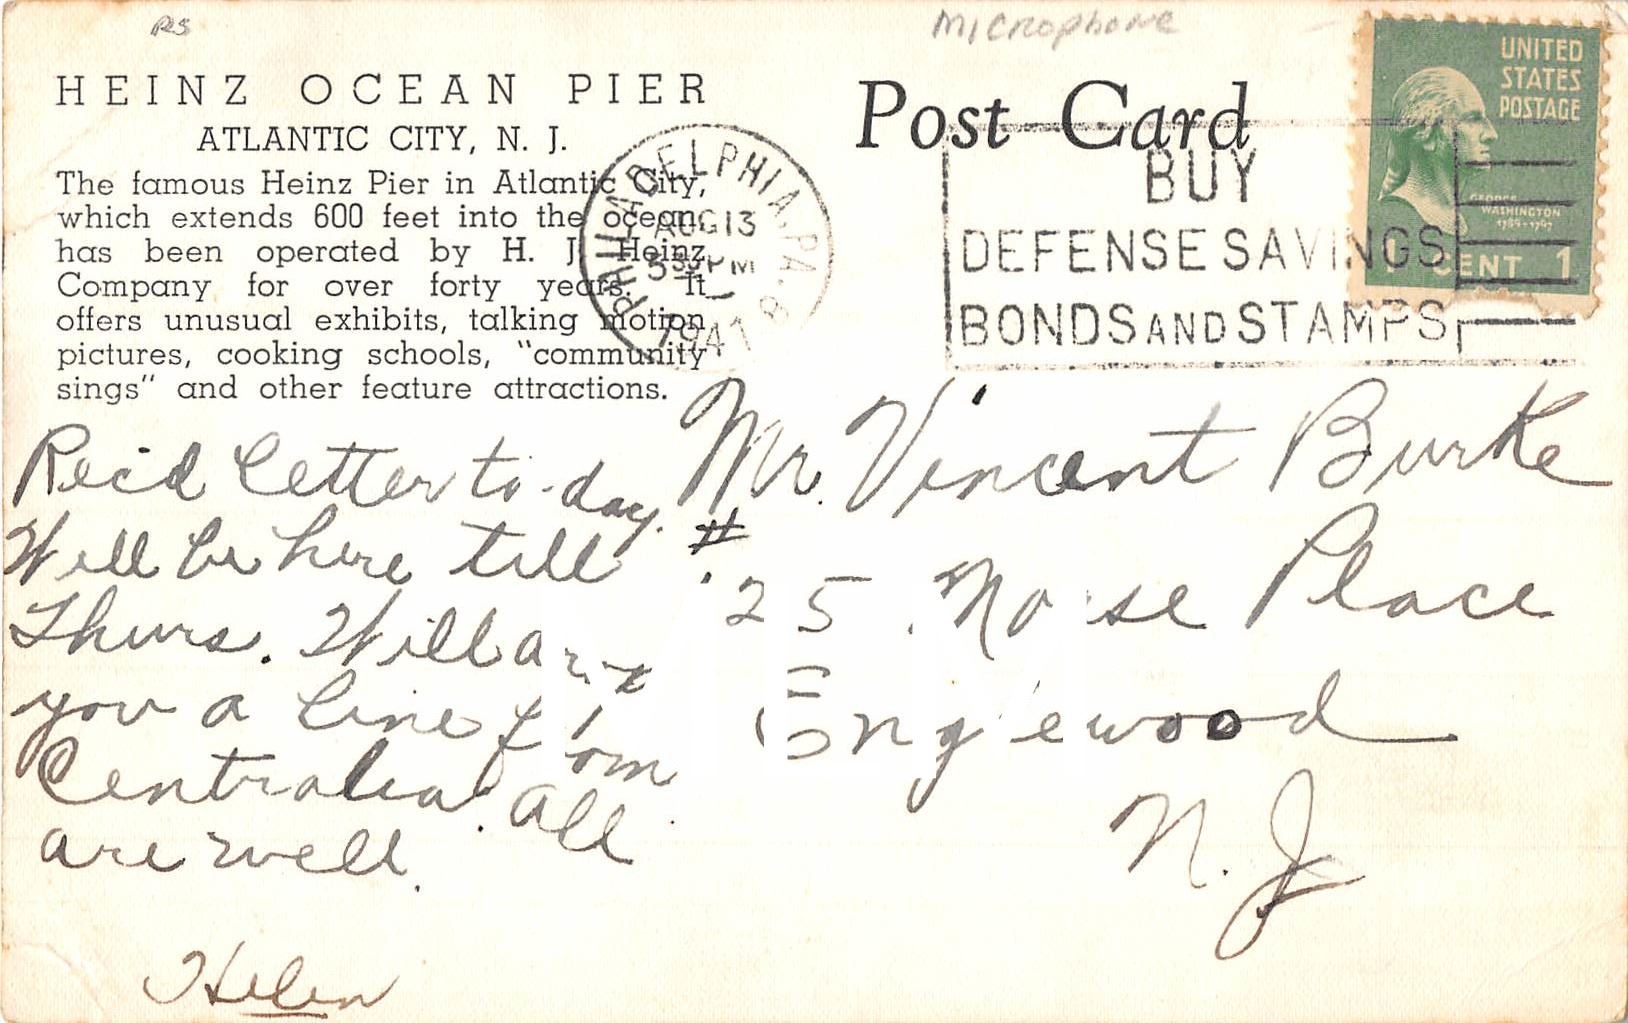 RS
microphone
HEINZ OCEAN PIER
ATLANTIC CITY, N. J.
The famous Heinz Pier in Atlantic City,
which extends 600 feet into the ocean,
has been operated by H. J. Heinz
Company for over forty years. It
offers unusual exhibits, talking motion
pictures, cooking schools, "community
sings" and other feature attractions.
Post Card
UNITED
STATES
POSTAGE
GEORGE
WASHINGTON
1789-1797
1 CENT 1
PHILADELPHIA, PA.
AUG 13
530 PM
1941
BUY
DEFENSE SAVINGS
BONDS AND STAMPS
Rec'd letter to-day.
Will be here till
Thurs. Will
you a line from
Centralia. All
are well.
Helen
Mr. Vincent Burke
# 25 Place
Englewood
N. J.